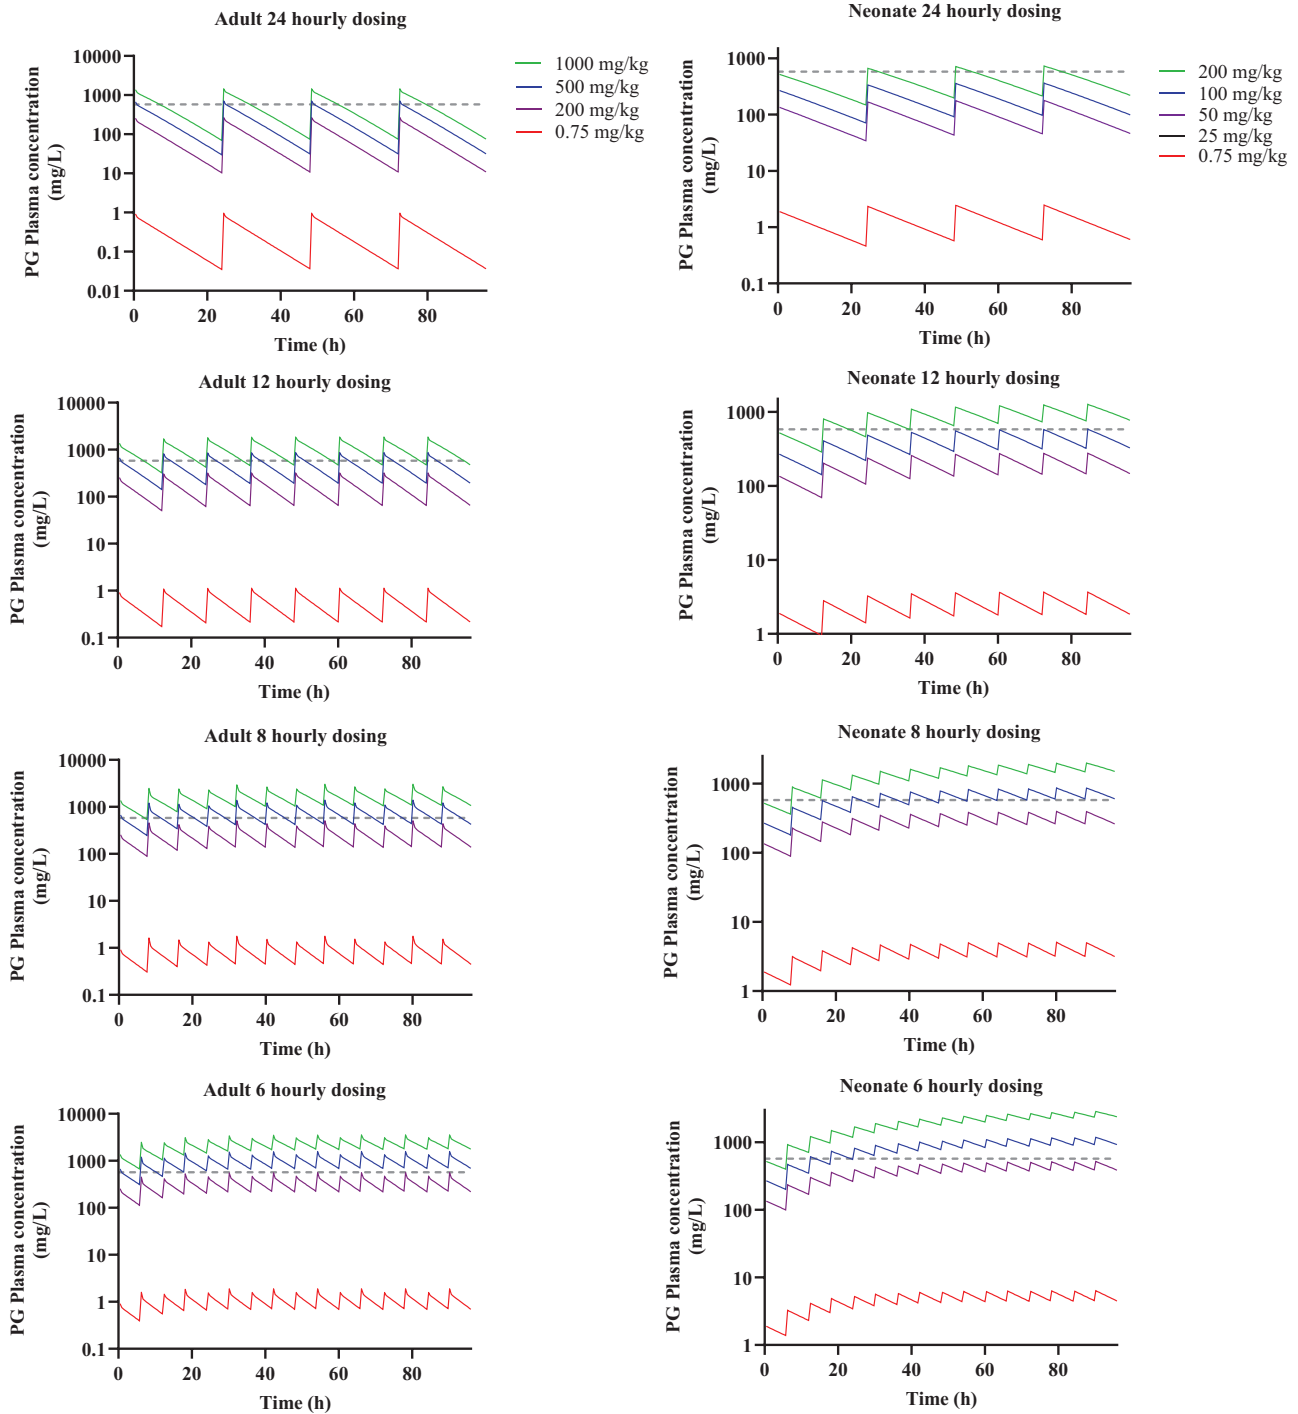 Adult 24 hourly dosing
10000
1000
100
10
1
0.1
0.01
0 20 40 60 80
PG Plasma concentration
(mg/L)
Time (h)
1000 mg/kg
500 mg/kg
200 mg/kg
0.75 mg/kg
Neonate 24 hourly dosing
1000
100
10
1
0.1
0 20 40 60 80
PG Plasma concentration
(mg/L)
Time (h)
200 mg/kg
100 mg/kg
50 mg/kg
25 mg/kg
0.75 mg/kg
Adult 12 hourly dosing
10000
1000
100
10
1
0.1
0 20 40 60 80
PG Plasma concentration
(mg/L)
Time (h)
Neonate 12 hourly dosing
1000
100
10
1
0 20 40 60 80
PG Plasma concentration
(mg/L)
Time (h)
Adult 8 hourly dosing
10000
1000
100
10
1
0.1
0 20 40 60 80
PG Plasma concentration
(mg/L)
Time (h)
Neonate 8 hourly dosing
1000
100
10
1
0 20 40 60 80
PG Plasma concentration
(mg/L)
Time (h)
Adult 6 hourly dosing
10000
1000
100
10
1
0.1
0 20 40 60 80
PG Plasma concentration
(mg/L)
Time (h)
Neonate 6 hourly dosing
1000
100
10
1
0 20 40 60 80
PG Plasma concentration
(mg/L)
Time (h)